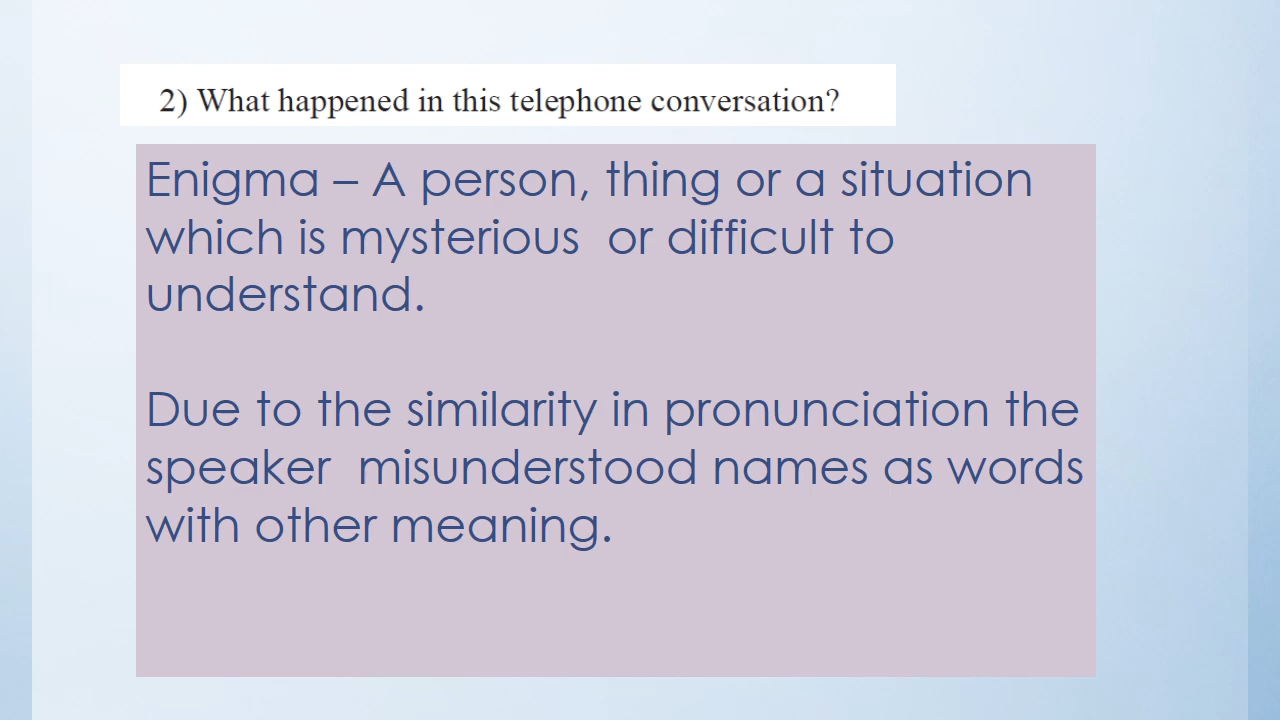 2) What happened in this telephone conversation?
Enigma – A person, thing or a situation
which is mysterious  or difficult to
understand.
Due to the similarity in pronunciation the
speaker  misunderstood names as words
with other meaning.